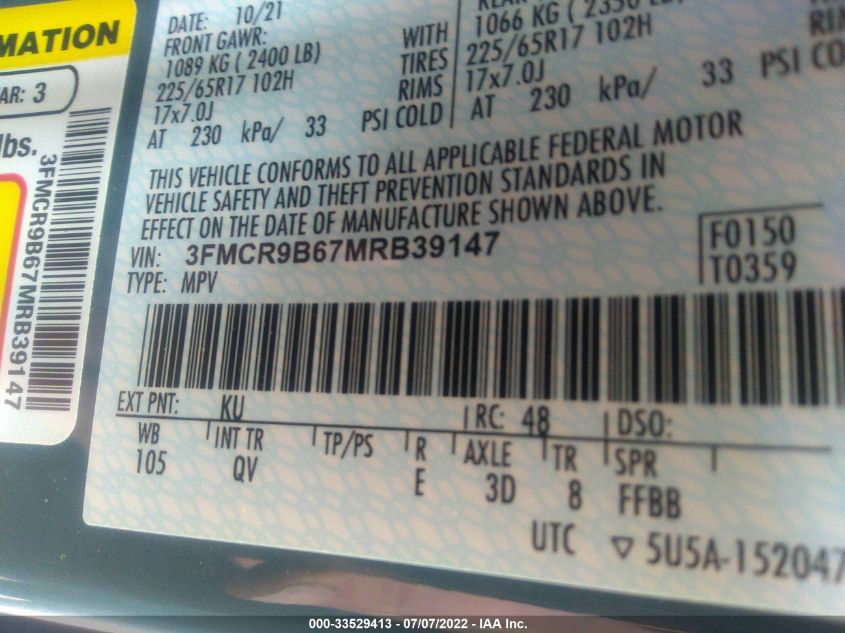 MATION
AR: 3
lbs.
3FMCR9B67MRB39147
DATE: 10/21
FRONT GAWR:
1089 KG ( 2400 LB)
225/65R17 102H
17x7.0J
AT 230 kPa/ 33 PSI COLD
WITH
TIRES
RIMS
1066 KG ( 2350 LB)
225/65R17 102H
17x7.0J
AT 230 kPa/ 33 PSI CO
THIS VEHICLE CONFORMS TO ALL APPLICABLE FEDERAL MOTOR
VEHICLE SAFETY AND THEFT PREVENTION STANDARDS IN
EFFECT ON THE DATE OF MANUFACTURE SHOWN ABOVE.
VIN: 3FMCR9B67MRB39147
TYPE: MPV
F0150
T0359
EXT PNT: KU RC: 48 DSO:
WB INT TR TP/PS R AXLE TR SPR
105 QV E 3D 8 FFBB
UTC ▽ 5U5A-152047
000-33529413 - 07/07/2022 - IAA Inc.